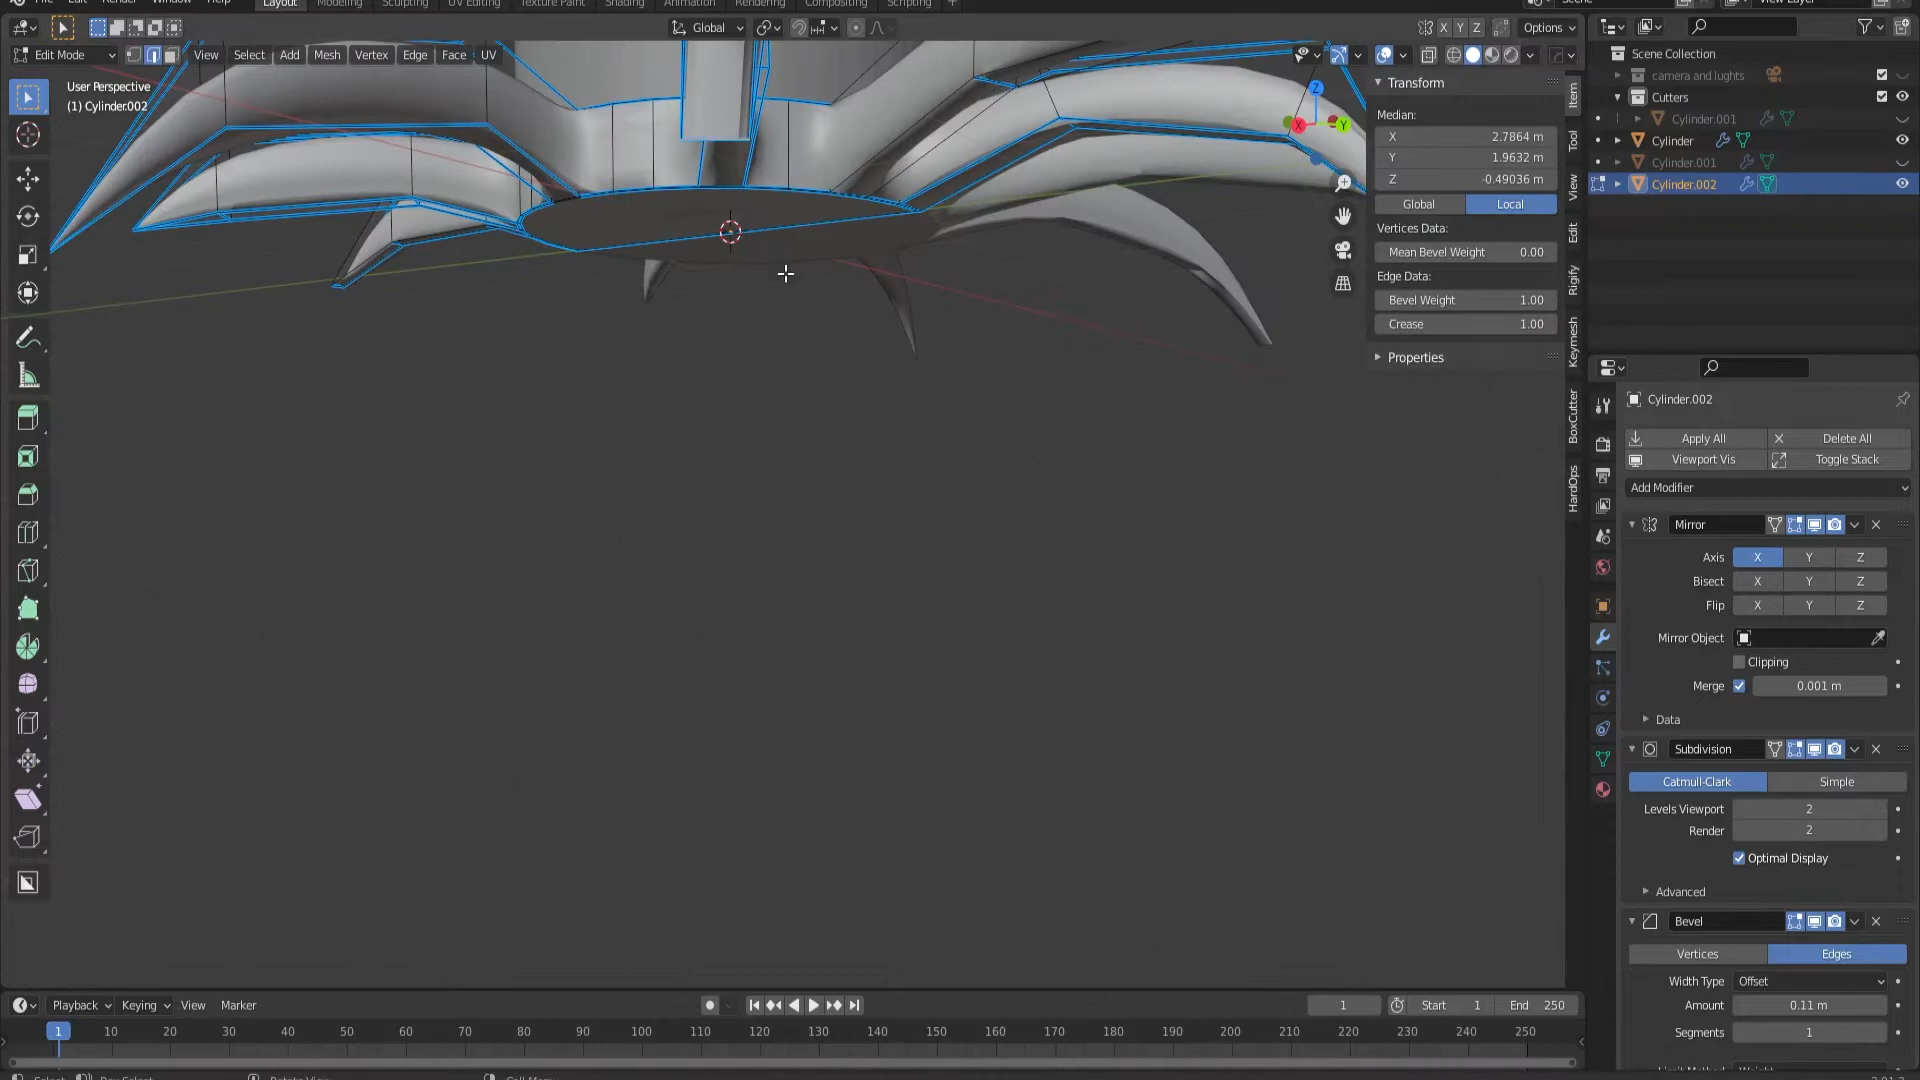 Layout Modeling Sculpting UV Editing Texture Paint Shading Animation Rendering Compositing Scripting +
Global
X Y Z Options
Edit Mode View Select Add Mesh Vertex Edge Face UV
User Perspective
(1) Cylinder.002
Z
X Y
Transform
Median:
X 2.7864 m
Y 1.9632 m
Z -0.49036 m
Global Local
Vertices Data:
Mean Bevel Weight 0.00
Edge Data:
Bevel Weight 1.00
Crease 1.00
Properties
Item
Tool
View
Edit
Rigify
Keymesh
BoxCutter
HardOps
Scene Collection
camera and lughts
Cutters
Cylinder.001
Cylinder
Cylinder.001
Cylinder.002
Cylinder.002
Apply All Delete All
Viewport Vis Toggle Stack
Add Modifier
Mirror
Axis X Y Z
Bisect X Y Z
Flip X Y Z
Mirror Object
Clipping
Merge 0.001 m
Data
Subdivision
Catmull-Clark Simple
Levels Viewport 2
Render 2
Optimal Display
Advanced
Bevel
Vertices Edges
Width Type Offset
Amount 0.11 m
Segments 1
Playback Keying View Marker
1 Start 1 End 250
1 10 20 30 40 50 60 70 80 90 100 110 120 130 140 150 160 170 180 190 200 210 220 230 240 250